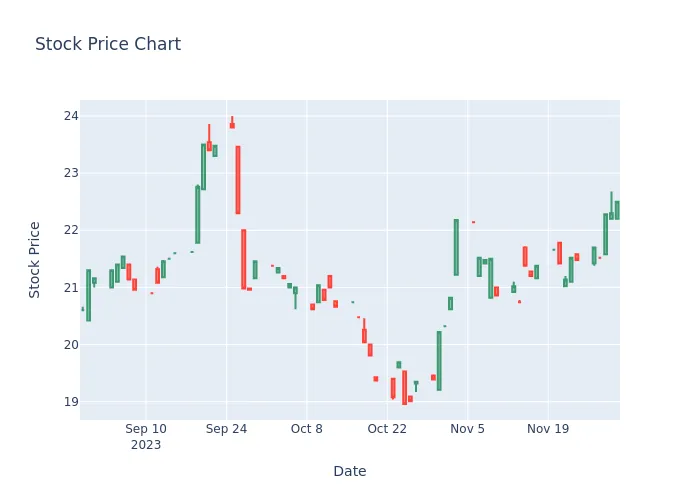 Stock Price Chart
Stock Price
24
23
22
21
20
19
Sep 10
2023
Sep 24
Oct 8
Oct 22
Nov 5
Nov 19
Date